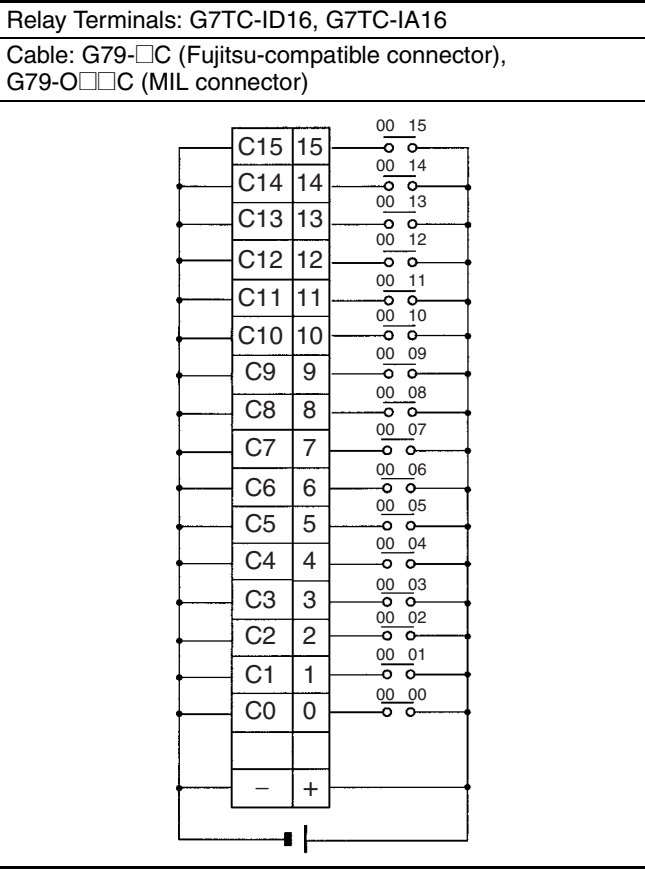 Relay Terminals: G7TC-ID16, G7TC-IA16
Cable: G79-□C (Fujitsu-compatible connector),
G79-O□□C (MIL connector)
C15 15 00 15
C14 14 00 14
C13 13 00 13
C12 12 00 12
C11 11 00 11
C10 10 00 10
C9 9 00 09
C8 8 00 08
C7 7 00 07
C6 6 00 06
C5 5 00 05
C4 4 00 04
C3 3 00 03
C2 2 00 02
C1 1 00 01
C0 0 00 00
− +